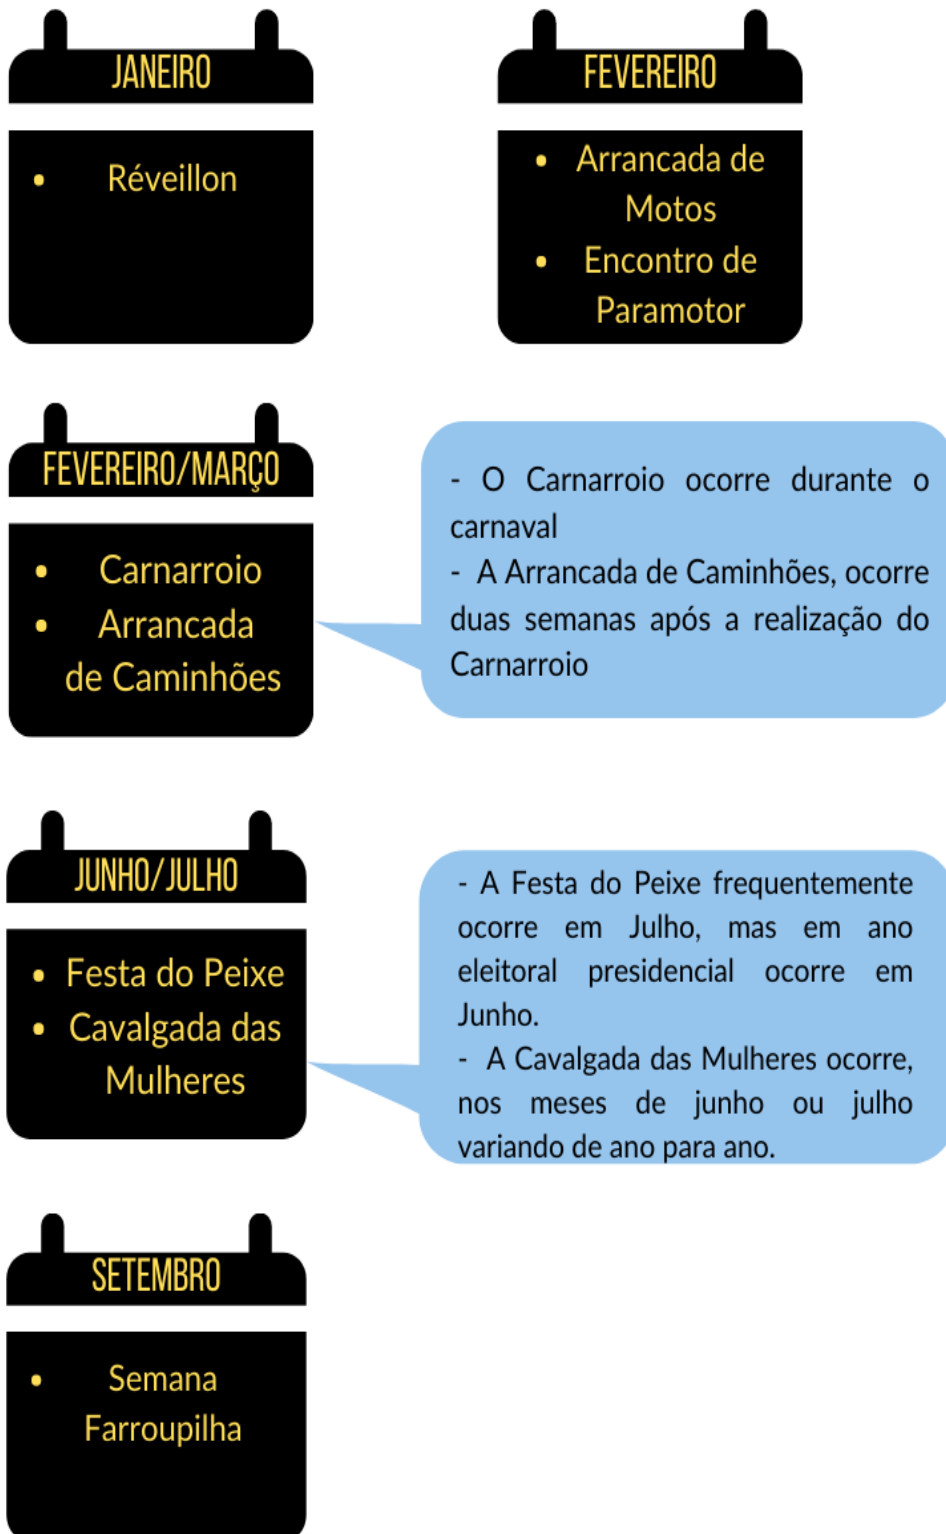 JANEIRO
• Réveillon
FEVEREIRO
• Arrancada de
Motos
• Encontro de
Paramotor
FEVEREIRO/MARÇO
• Carnarroio
• Arrancada
de Caminhões
- O Carnarroio ocorre durante o
carnaval
- A Arrancada de Caminhões, ocorre
duas semanas após a realização do
Carnarroio
JUNHO/JULHO
• Festa do Peixe
• Cavalgada das
Mulheres
- A Festa do Peixe frequentemente
ocorre em Julho, mas em ano
eleitoral presidencial ocorre em
Junho.
- A Cavalgada das Mulheres ocorre,
nos meses de junho ou julho
variando de ano para ano.
SETEMBRO
• Semana
Farroupilha